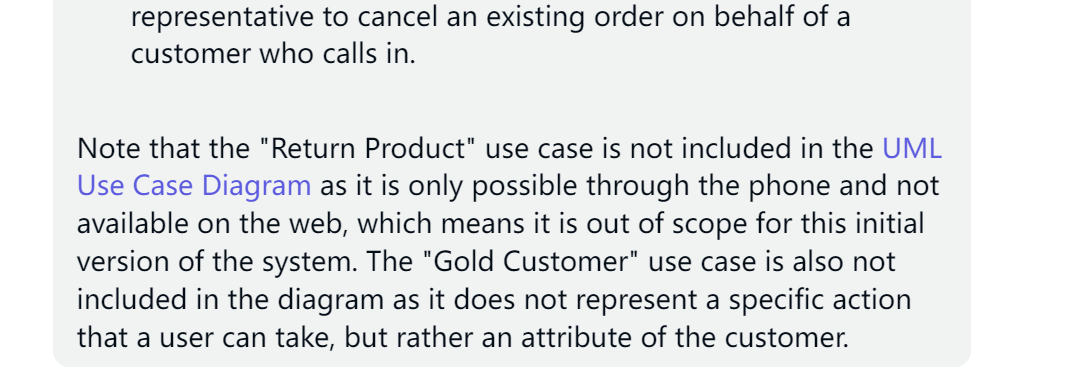 representative to cancel an existing order on behalf of a
customer who calls in.
Note that the "Return Product" use case is not included in the UML
Use Case Diagram as it is only possible through the phone and not
available on the web, which means it is out of scope for this initial
version of the system. The "Gold Customer" use case is also not
included in the diagram as it does not represent a specific action
that a user can take, but rather an attribute of the customer.